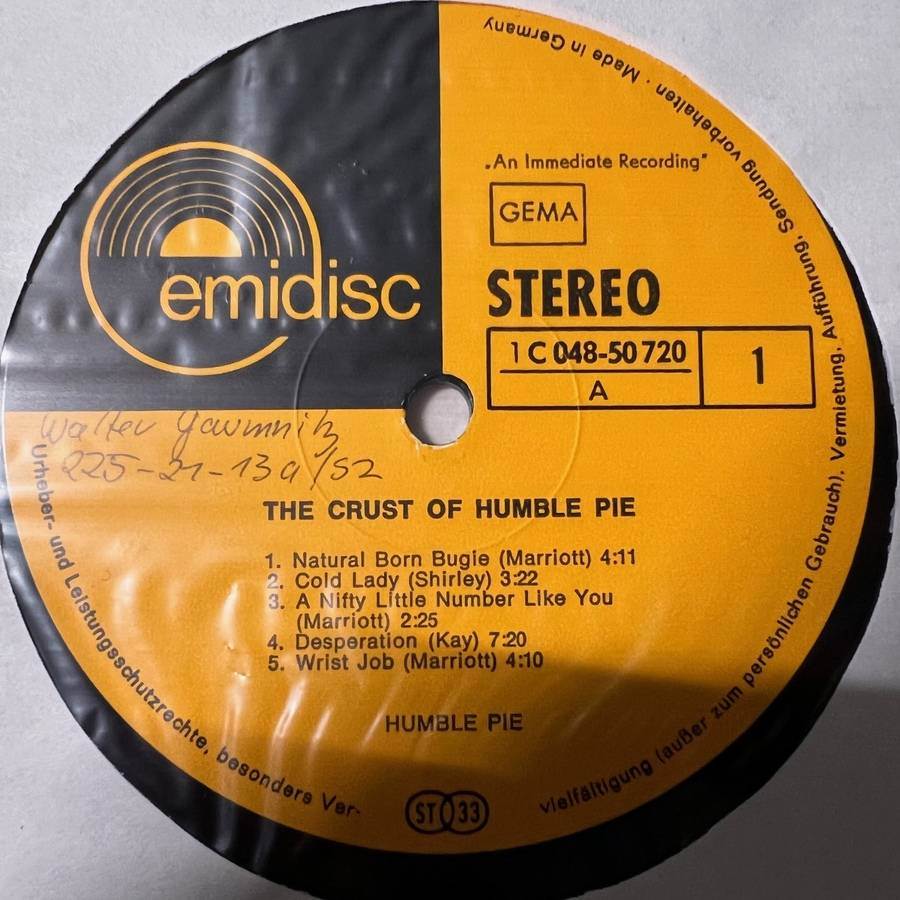 emidisc
„An Immediate Recording"
GEMA
STEREO
1 C 048-50 720
A
1
Walter
225-21-13a/S2
THE CRUST OF HUMBLE PIE
1. Natural Born Bugie (Marriott) 4:11
2. Cold Lady (Shirley) 3:22
3. A Nifty Little Number Like You
(Marriott) 2:25
4. Desperation (Kay) 7:20
5. Wrist Job (Marriott) 4:10
HUMBLE PIE
ST 33
Urheber- und Leistungsschutzrechte, besonders Ver-
vielfältigung (außer zum persönlichen Gebrauch), Vermietung, Aufführung, Sendung vorbehalten · Made in Germany